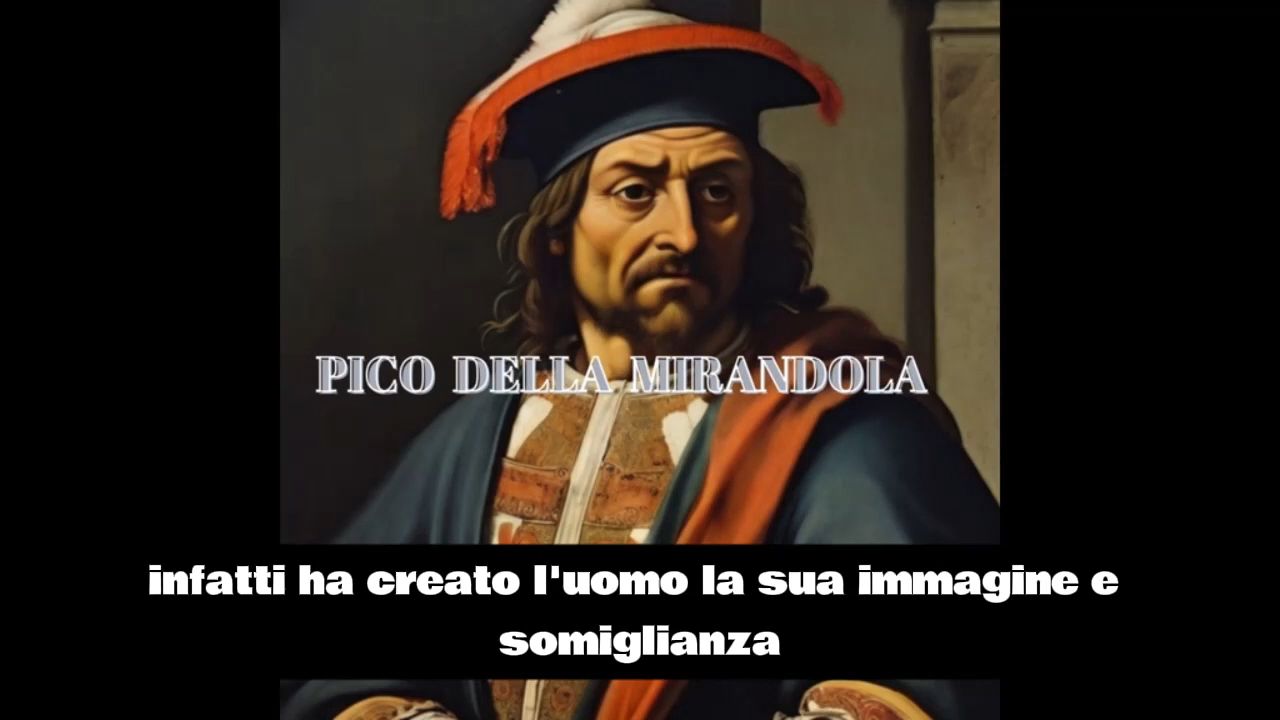 PICO DELLA MIRANDOLA
infatti ha creato l'uomo la sua immagine e
somiglianza